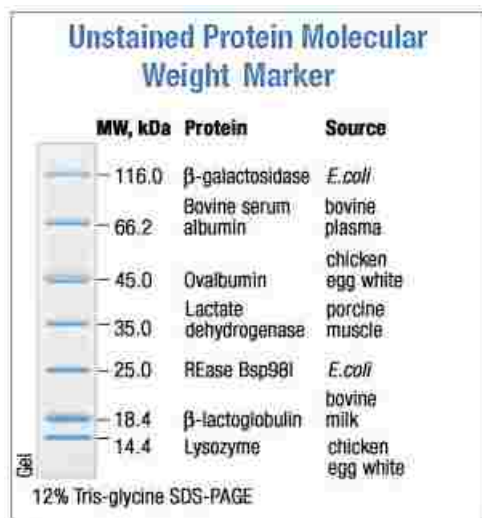 Unstained Protein Molecular
Weight Marker
MW, kDa Protein Source
116.0 β-galactosidase E.coli
Bovine serum bovine
66.2 albumin plasma
chicken
45.0 Ovalbumin egg white
Lactate porcine
35.0 dehydrogenase muscle
25.0 REase Bsp98I E.coli
bovine
18.4 β-lactoglobulin milk
14.4 Lysozyme chicken
egg white
Gel
12% Tris-glycine SDS-PAGE